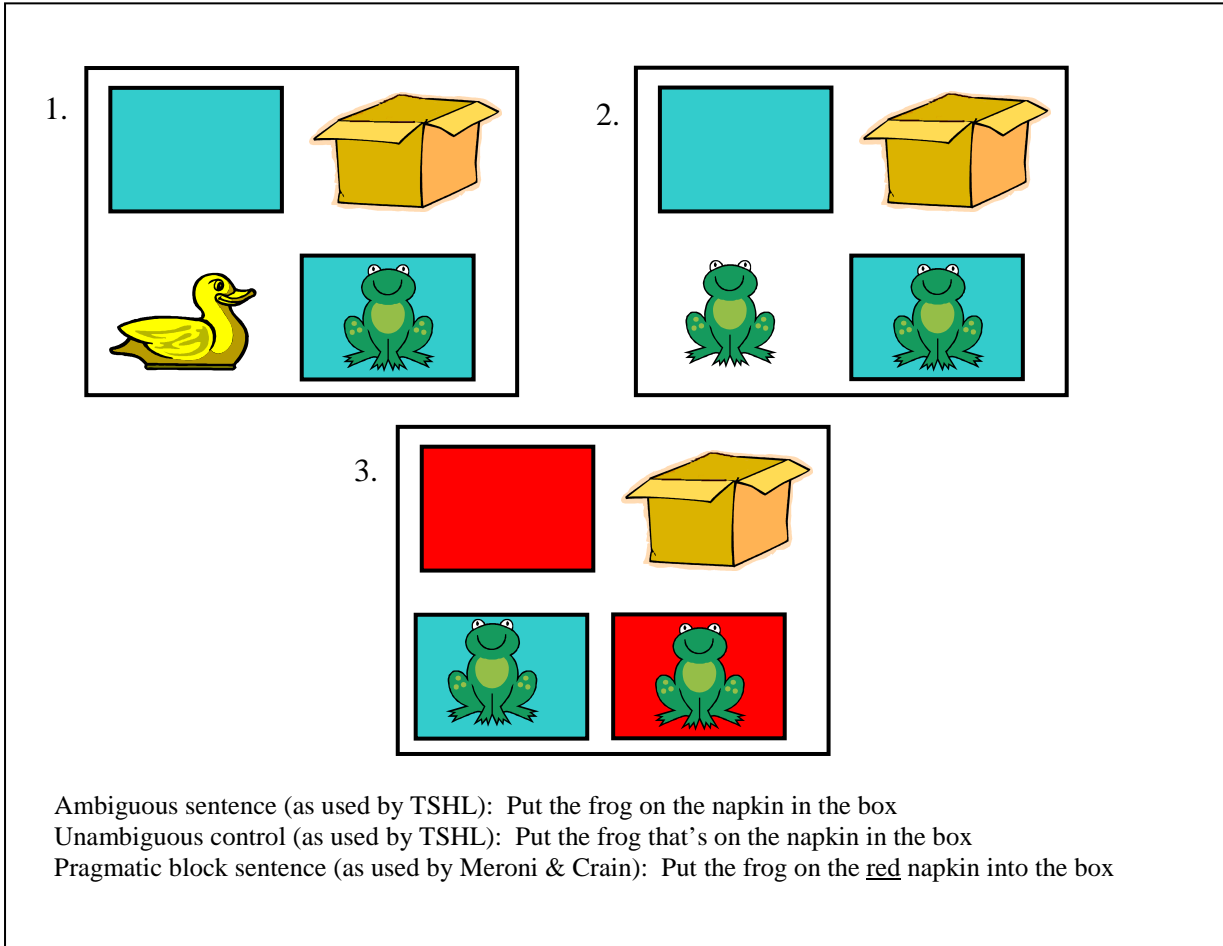 1.
2.
3.
Ambiguous sentence (as used by TSHL): Put the frog on the napkin in the box
Unambiguous control (as used by TSHL): Put the frog that’s on the napkin in the box
Pragmatic block sentence (as used by Meroni & Crain): Put the frog on the red napkin into the box